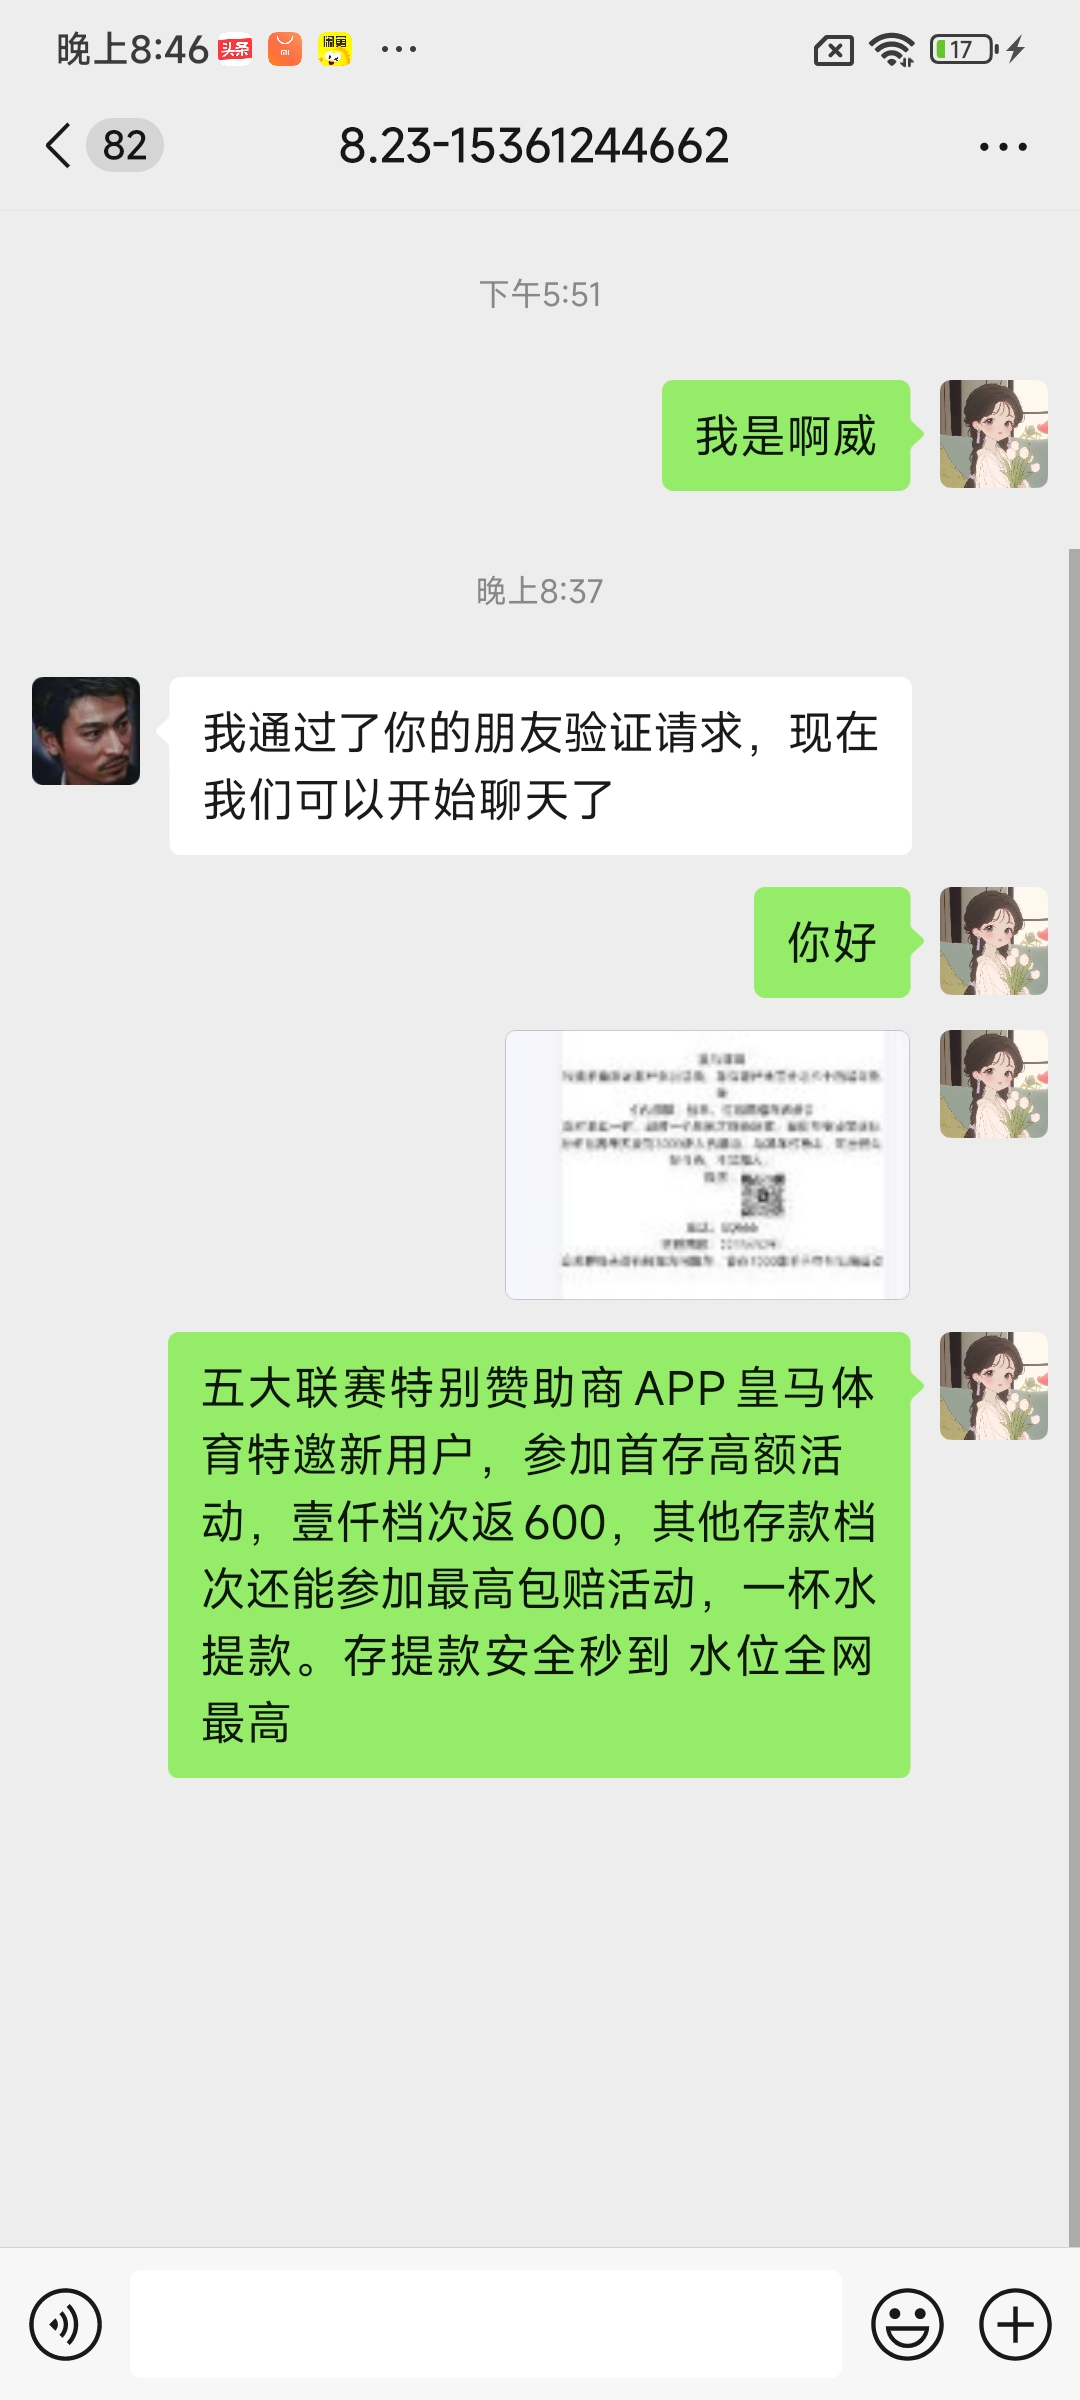 晚上8:46
头条
mi
闹翻
17
82
8.23-15361244662
下午5:51
我是啊威
晚上8:37
我通过了你的朋友验证请求，现在
我们可以开始聊天了
你好
五大联赛特别赞助商APP皇马体
育特邀新用户，参加首存高额活
动，壹仟档次返600，其他存款档
次还能参加最高包赔活动，一杯水
提款。存提款安全秒到 水位全网
最高